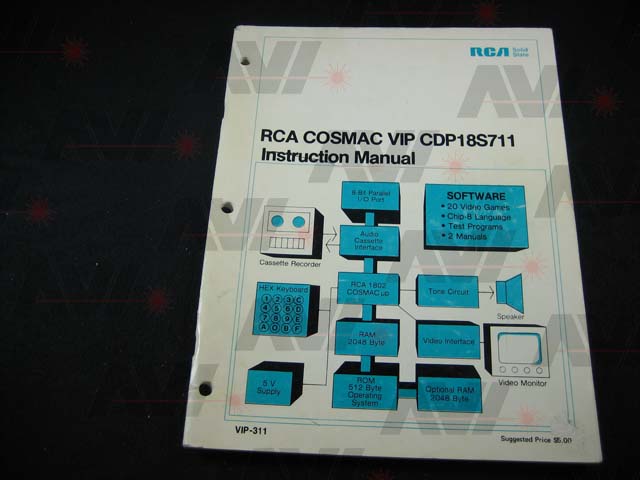 RCA Solid
State
RCA COSMAC VIP CDP18S711
Instruction Manual
8-Bit Parallel
I/O Port
SOFTWARE
• 20 Video Games
• Chip-8 Language
• Test Programs
• 2 Manuals
Audio
Cassette
Interface
Cassette Recorder
HEX Keyboard
1 2 3 C
4 5 6 D
7 8 9 E
A 0 B F
RCA 1802
COSMAC μp
Tone Circuit
Speaker
RAM
2048 Byte
Video Interface
Video Monitor
5 V
Supply
ROM
512 Byte
Operating
System
Optional RAM
2048 Byte
VIP-311
Suggested Price $5.00
AVI